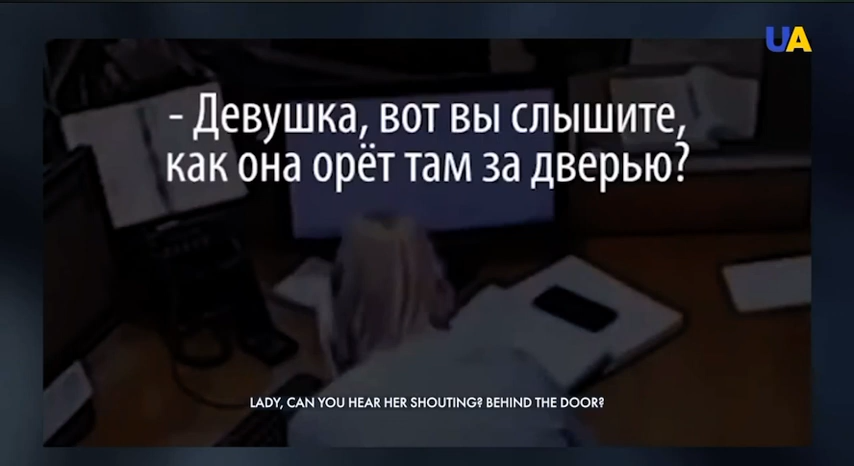 UA
- Девушка, вот вы слышите,
как она орёт там за дверью?
LADY, CAN YOU HEAR HER SHOUTING? BEHIND THE DOOR?